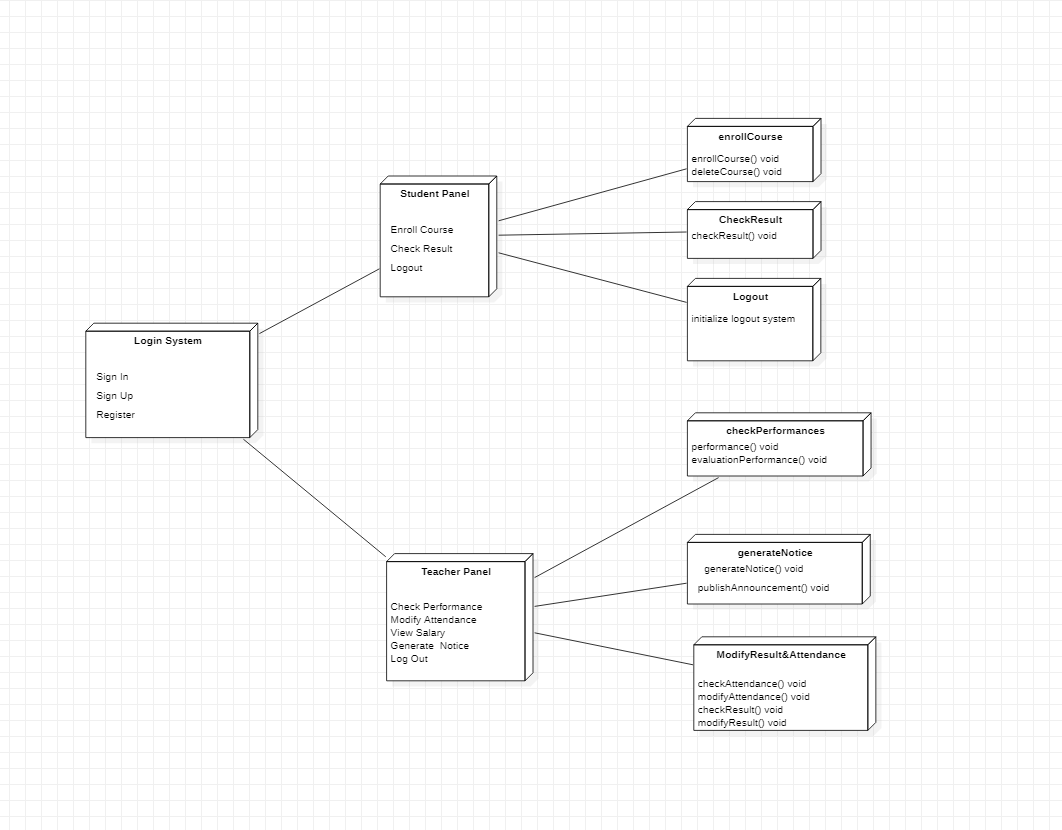 enrollCourse
enrollCourse() void
deleteCourse() void
Student Panel
Enroll Course
Check Result
Logout
CheckResult
checkResult() void
Logout
initialize logout system
Login System
Sign In
Sign Up
Register
checkPerformances
performance() void
evaluationPerformance() void
Teacher Panel
Check Performance
Modify Attendance
View Salary
Generate  Notice
Log Out
generateNotice
generateNotice() void
publishAnnouncement() void
ModifyResult&Attendance
checkAttendance() void
modifyAttendance() void
checkResult() void
modifyResult() void